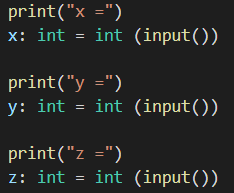 print("x =")
x: int = int (input())
print("y =")
y: int = int (input())
print("z =")
z: int = int (input())